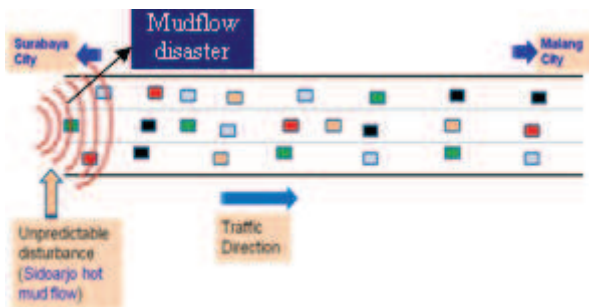 Mudflow
disaster
Surabaya
City
Malang
City
Unpredictable
disturbance
(Sidoarjo hot
mud flow)
Traffic
Direction